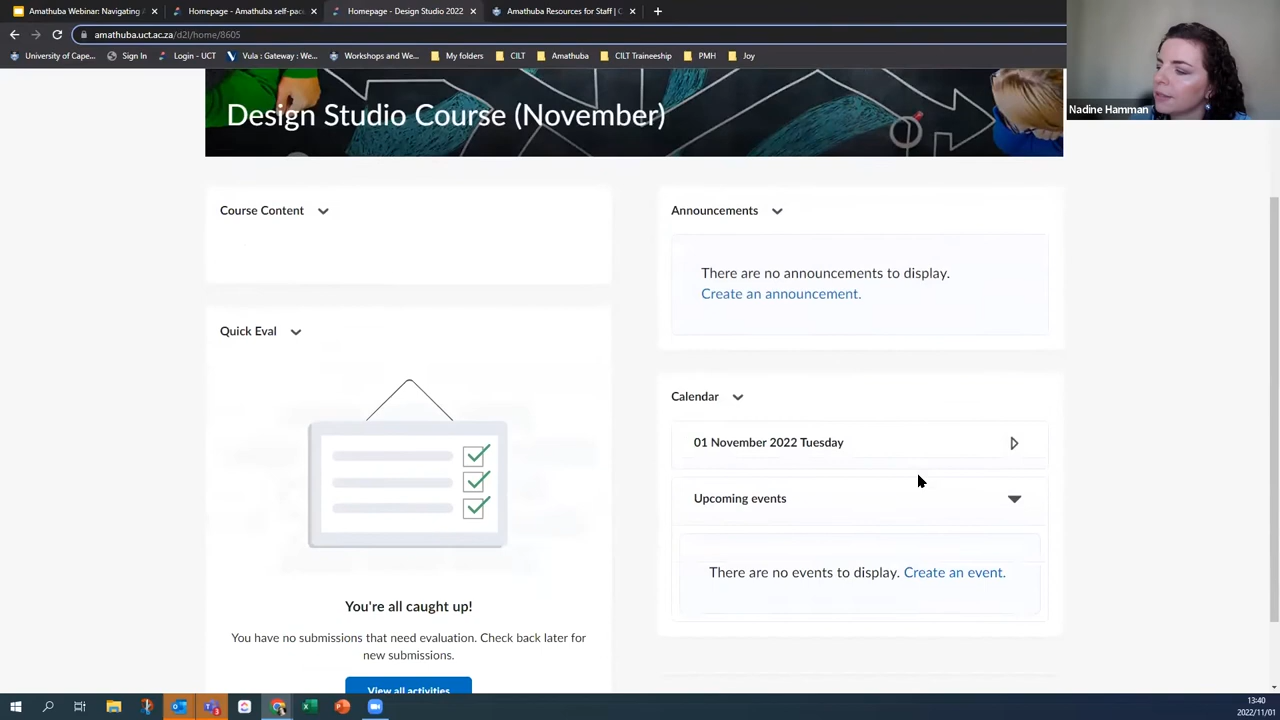 Amathuba Webinar: Navigating
Homepage - Amathuba self-pac
Homepage - Design Studio 2022
Amathuba Resources for Staff | C
amathuba.uct.ac.za/d2l/home/8605
University of Cape...
Sign In
Login - UCT
Vula : Gateway : We...
Workshops and We...
My folders
CILT
Amathuba
CILT Traineeship
PMH
Joy
Nadine Hamman
Design Studio Course (November)
Course Content
Announcements
There are no announcements to display.
Create an announcement.
Quick Eval
Calendar
01 November 2022 Tuesday
Upcoming events
There are no events to display. Create an event.
You're all caught up!
You have no submissions that need evaluation. Check back later for
new submissions.
View all activities
13:40
2022/11/01